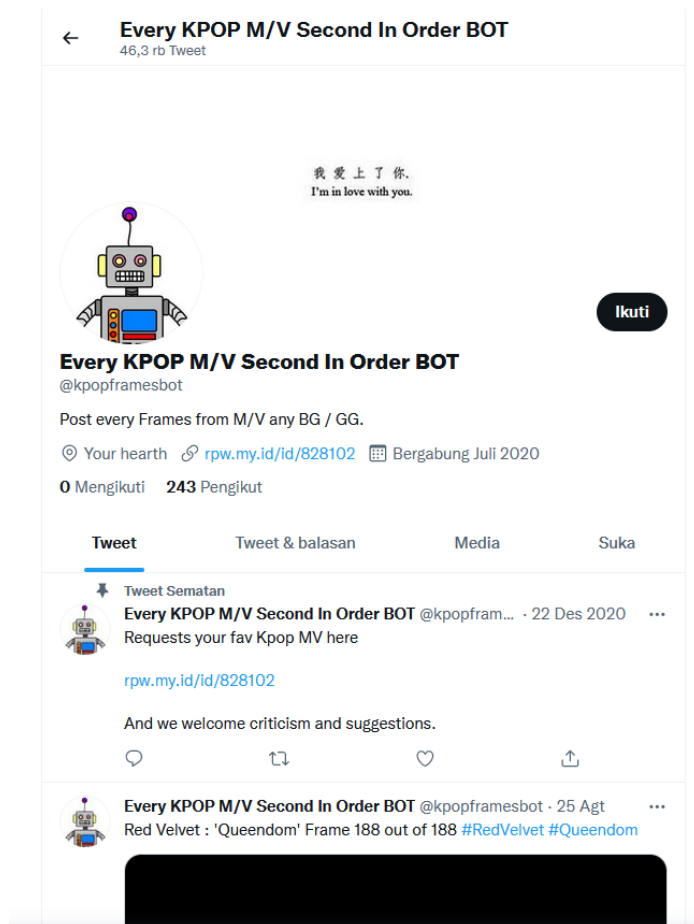 Every KPOP M/V Second In Order BOT
46,3 rb Tweet
我 爱 上 了 你.
I'm in love with you.
Ikuti
Every KPOP M/V Second In Order BOT
@kpopframesbot
Post every Frames from M/V any BG / GG.
Your hearth rpw.my.id/id/828102 Bergabung Juli 2020
0 Mengikuti 243 Pengikut
Tweet Tweet & balasan Media Suka
Tweet Sematan
Every KPOP M/V Second In Order BOT @kpopfram... · 22 Des 2020
Requests your fav Kpop MV here
rpw.my.id/id/828102
And we welcome criticism and suggestions.
Every KPOP M/V Second In Order BOT @kpopframesbot · 25 Agt
Red Velvet : 'Queendom' Frame 188 out of 188 #RedVelvet #Queendom